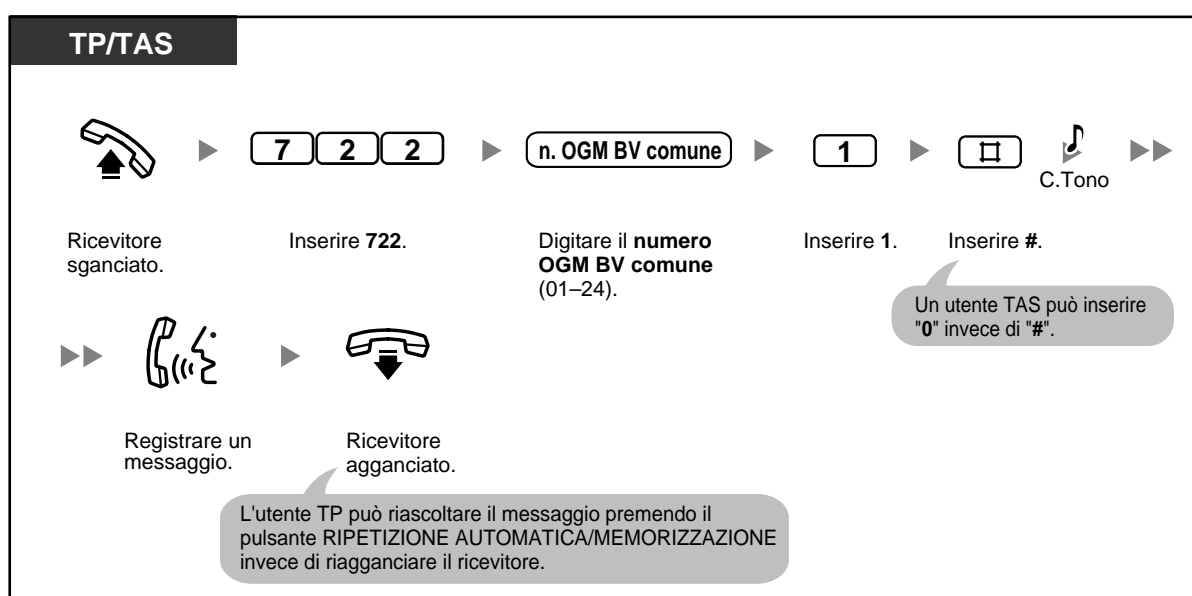 TP/TAS
7 2 2
n. OGM BV comune
1
#
C.Tono
Ricevitore
sganciato.
Inserire 722.
Digitare il numero
OGM BV comune
(01–24).
Inserire 1.
Inserire #.
Un utente TAS può inserire
"0" invece di "#".
Registrare un
messaggio.
Ricevitore
agganciato.
L'utente TP può riascoltare il messaggio premendo il
pulsante RIPETIZIONE AUTOMATICA/MEMORIZZAZIONE
invece di riagganciare il ricevitore.